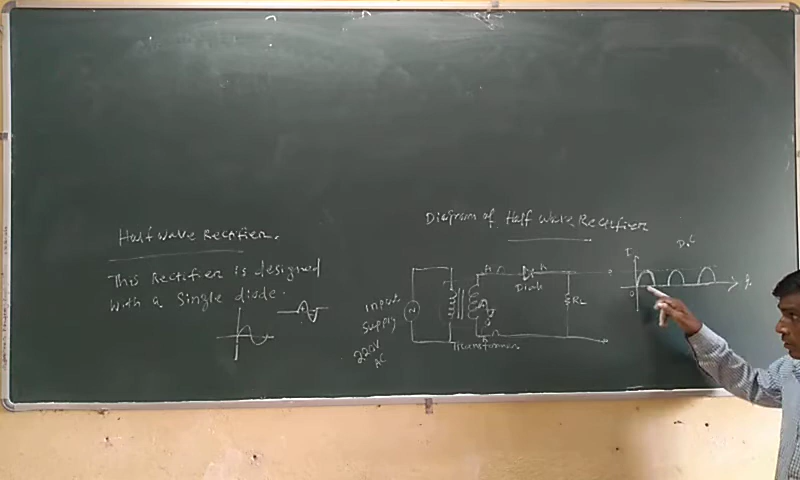 Half Wave Rectifier.
This Rectifier is designed
with a single diode.
Diagram of Half Wave Rectifier
Input
Supply
220V
AC
N
Transformer
Diode
RL
D.C
I
0